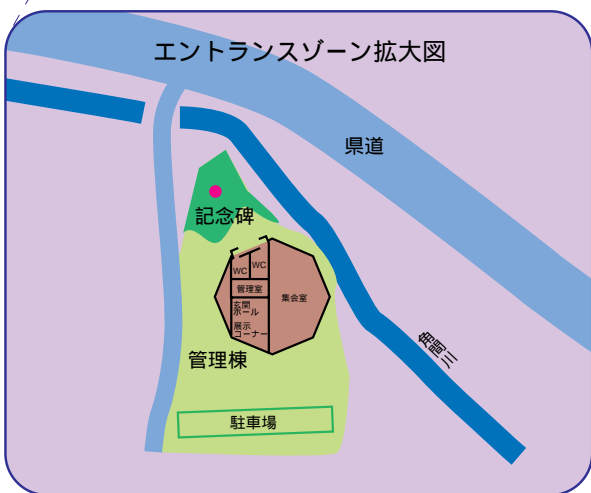 エントランスゾーン拡大図
県道
記念碑
WC
WC
管理室
集会室
玄関
ホール
展示
コーナー
角間川
管理棟
駐車場